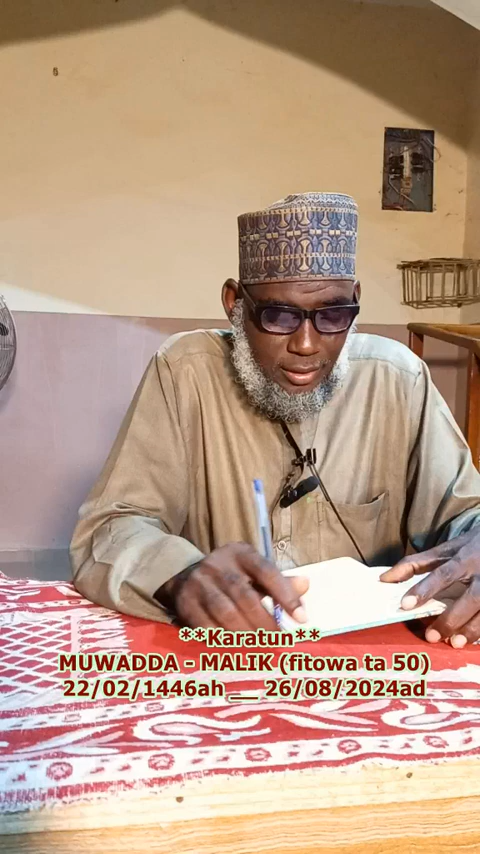 **Karatun**
MUWADDA - MALIK (fitowa ta 50)
22/02/1446ah __ 26/08/2024ad